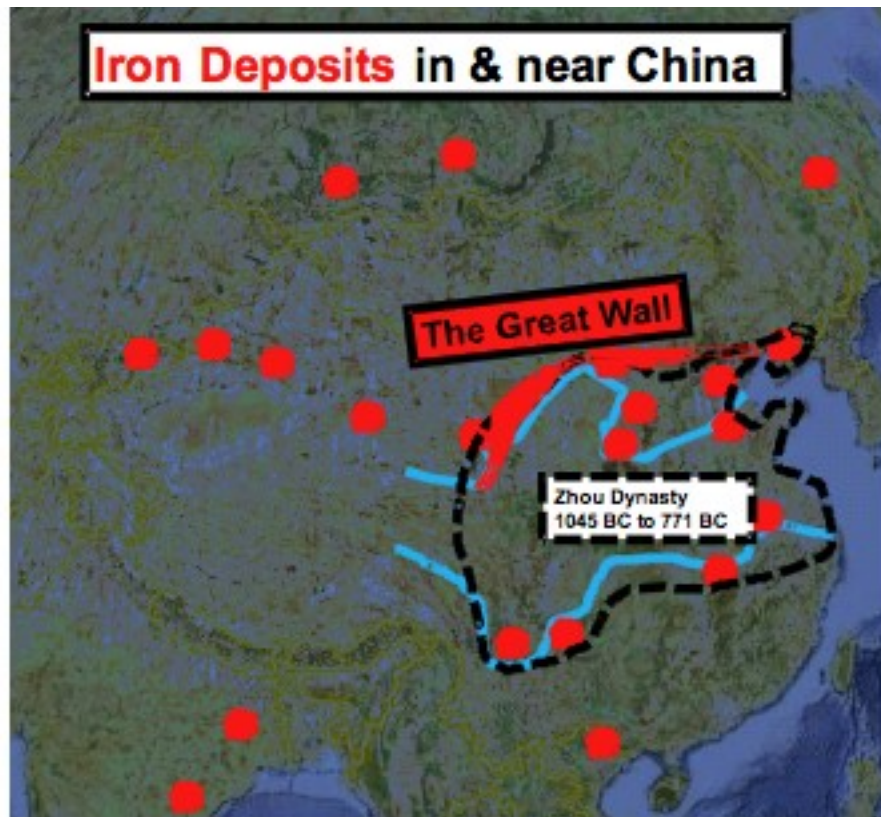 Iron Deposits in & near China
The Great Wall
Zhou Dynasty
1045 BC to 771 BC